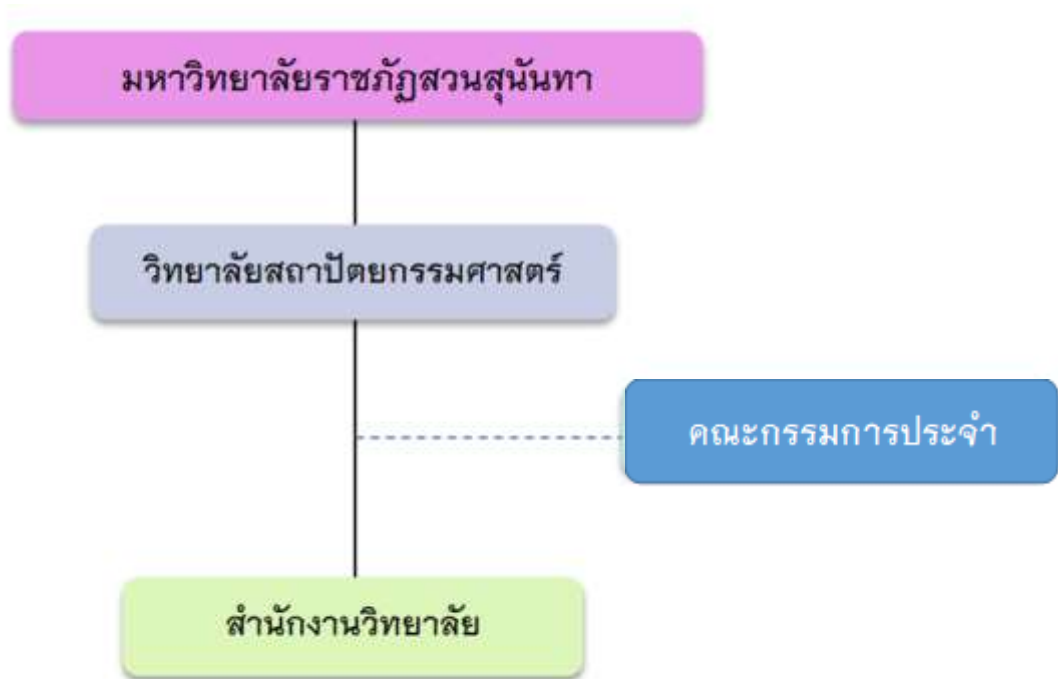 มหาวิทยาลัยราชภัฏสวนสุนันทา
วิทยาลัยสถาปัตยกรรมศาสตร์
คณะกรรมการประจำ
สำนักงานวิทยาลัย